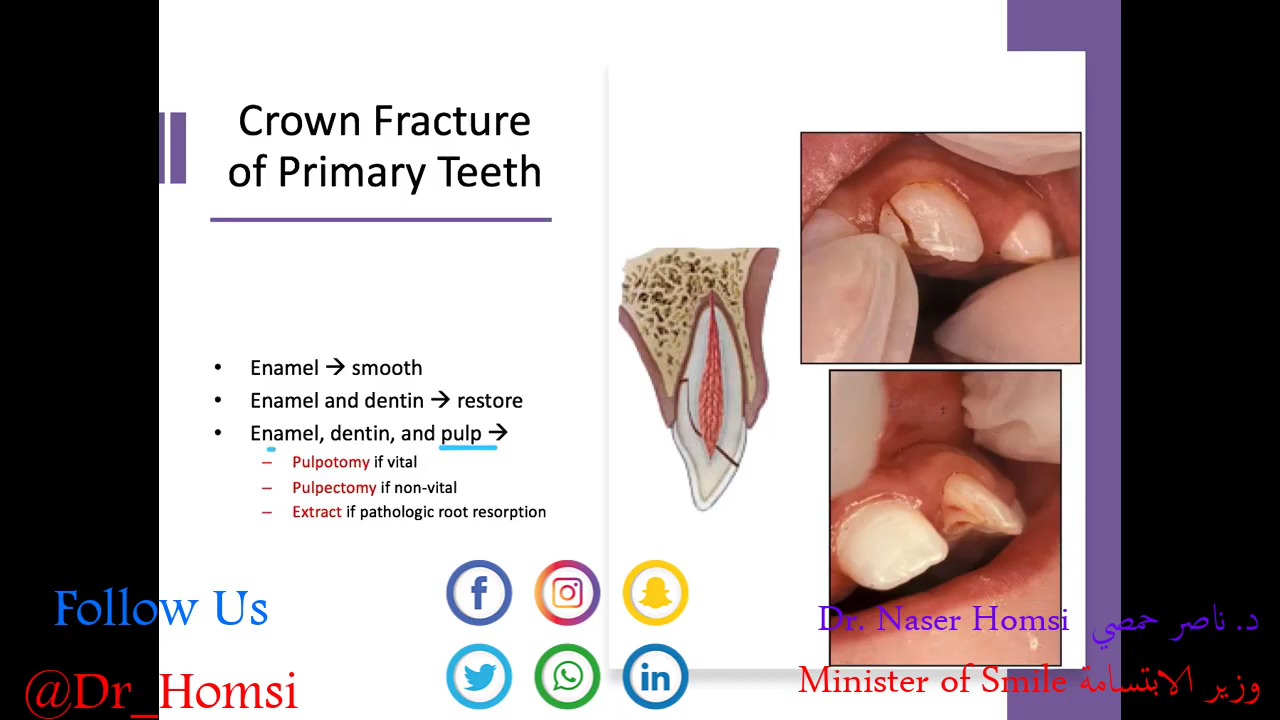 Crown Fracture
of Primary Teeth
• Enamel → smooth
• Enamel and dentin → restore
• Enamel, dentin, and pulp →
– Pulpotomy if vital
– Pulpectomy if non-vital
– Extract if pathologic root resorption
Follow Us
@Dr_Homsi
Dr. Naser Homsi د. ناصر حمصي
Minister of Smile وزير الابتسامة